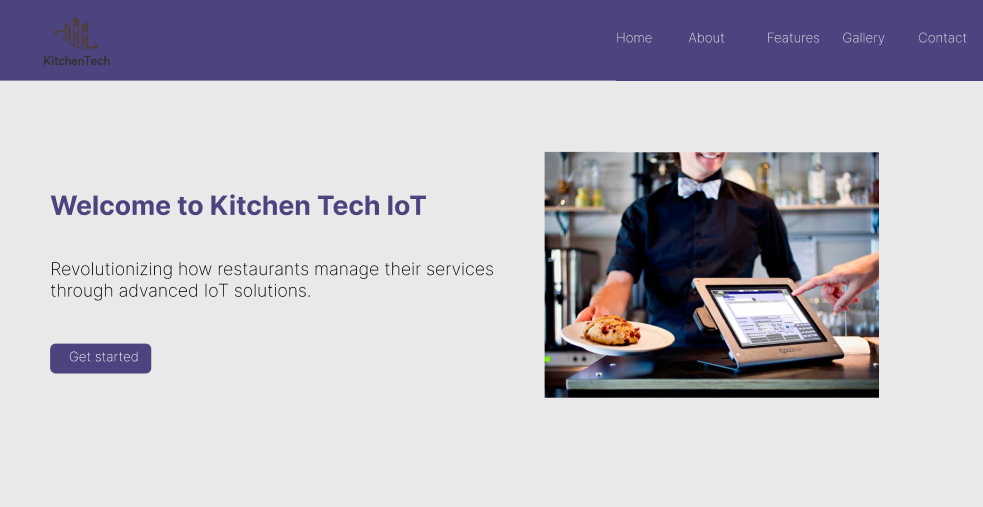 KitchenTech
Home About Features Gallery Contact
Welcome to Kitchen Tech IoT
Revolutionizing how restaurants manage their services
through advanced IoT solutions.
Get started